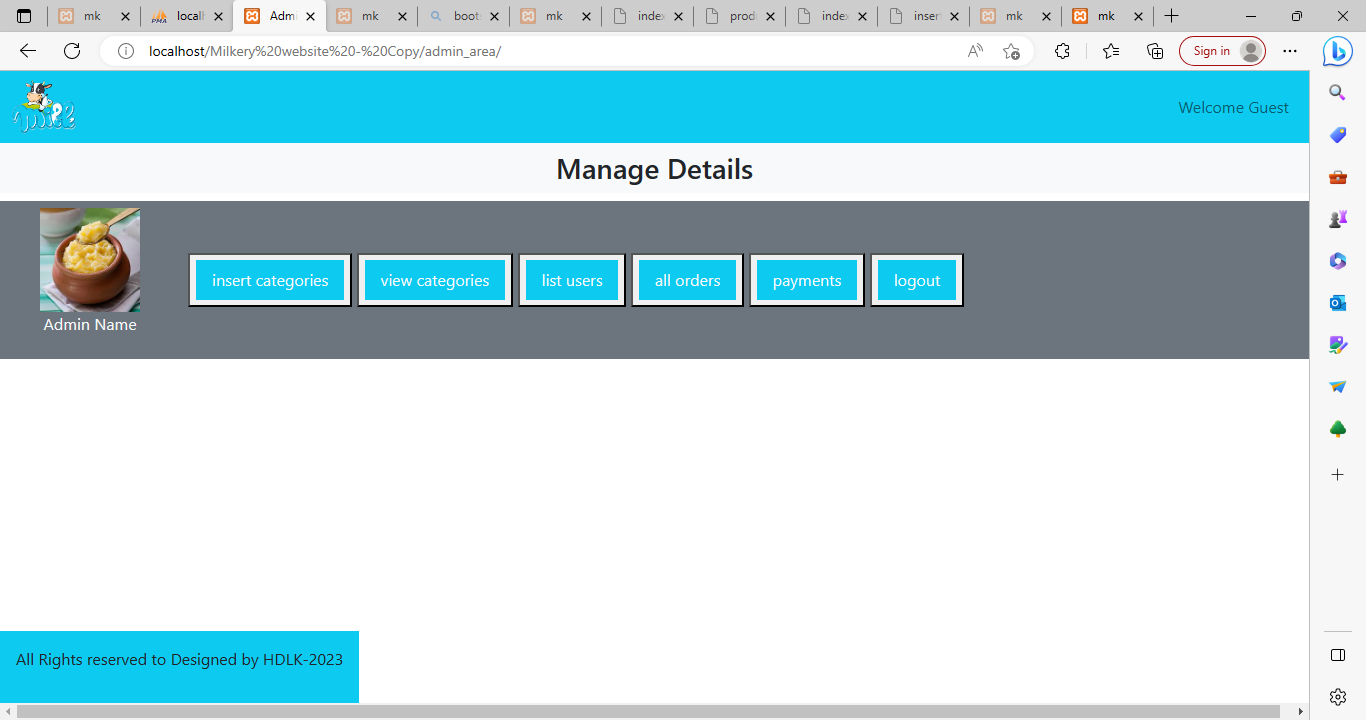 mk
local
Admi
mk
boot
mk
index
prod
index
inser
mk
mk
localhost/Milkery%20website%20-%20Copy/admin_area/
Sign in
Welcome Guest
Manage Details
Admin Name
insert categories
view categories
list users
all orders
payments
logout
All Rights reserved to Designed by HDLK-2023